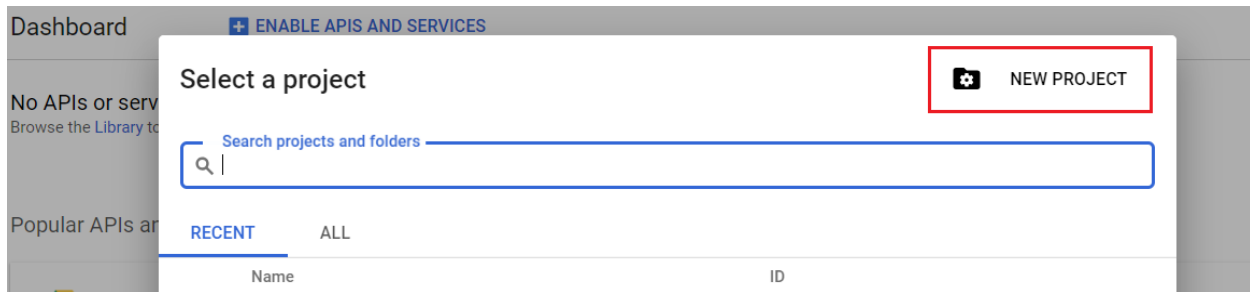 Dashboard
ENABLE APIS AND SERVICES
Select a project
NEW PROJECT
No APIs or serv
Browse the Library to
Search projects and folders
Popular APIs ar
RECENT
ALL
Name
ID